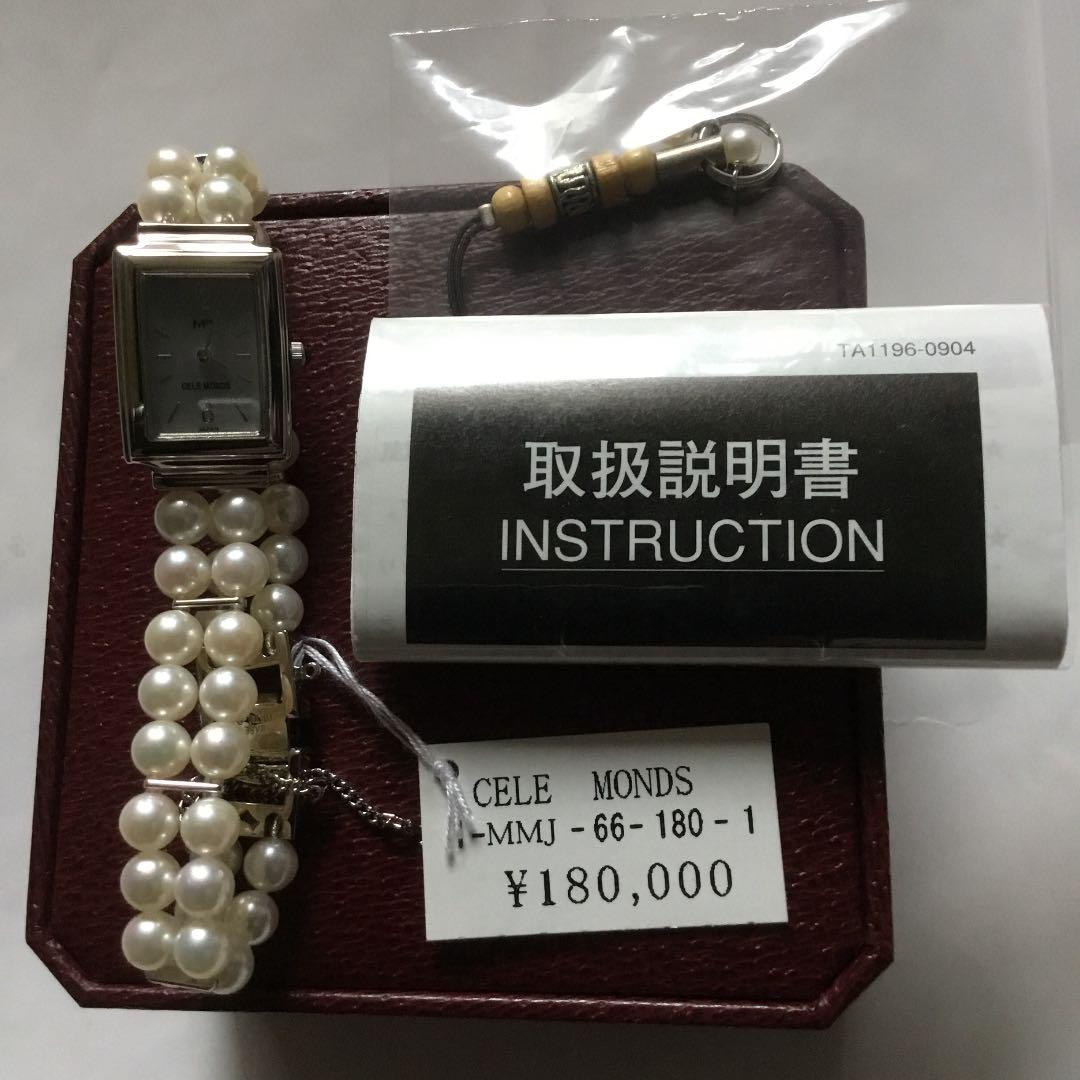 CELE MONDS
TA1196-0904
取扱説明書
INSTRUCTION
CELE MONDS
-MMJ-66-180-1
¥180,000